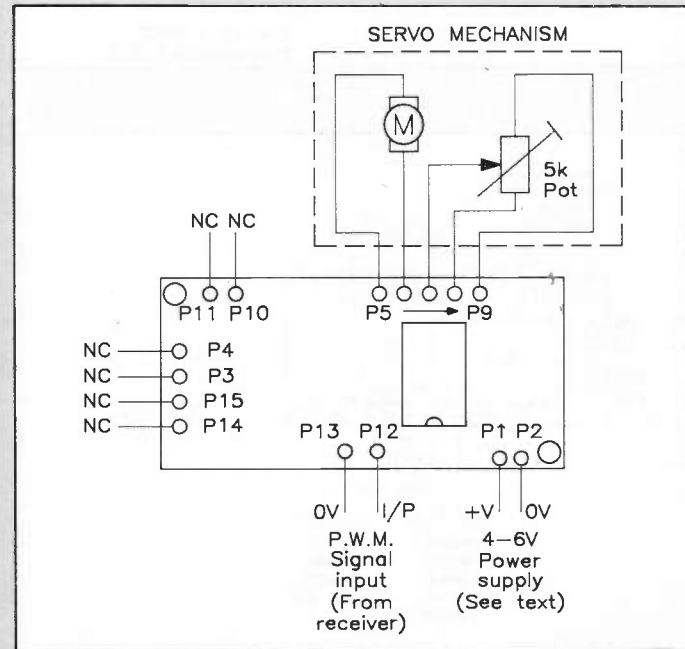 SERVO MECHANISM
M
5k
Pot
NC NC
P11 P10
P5 P9
NC P4
NC P3
NC P15
NC P14
P13 P12
P1 P2
0V I/P
+V 0V
P.W.M.
Signal
input
(From
receiver)
4-6V
Power
supply
(See text)